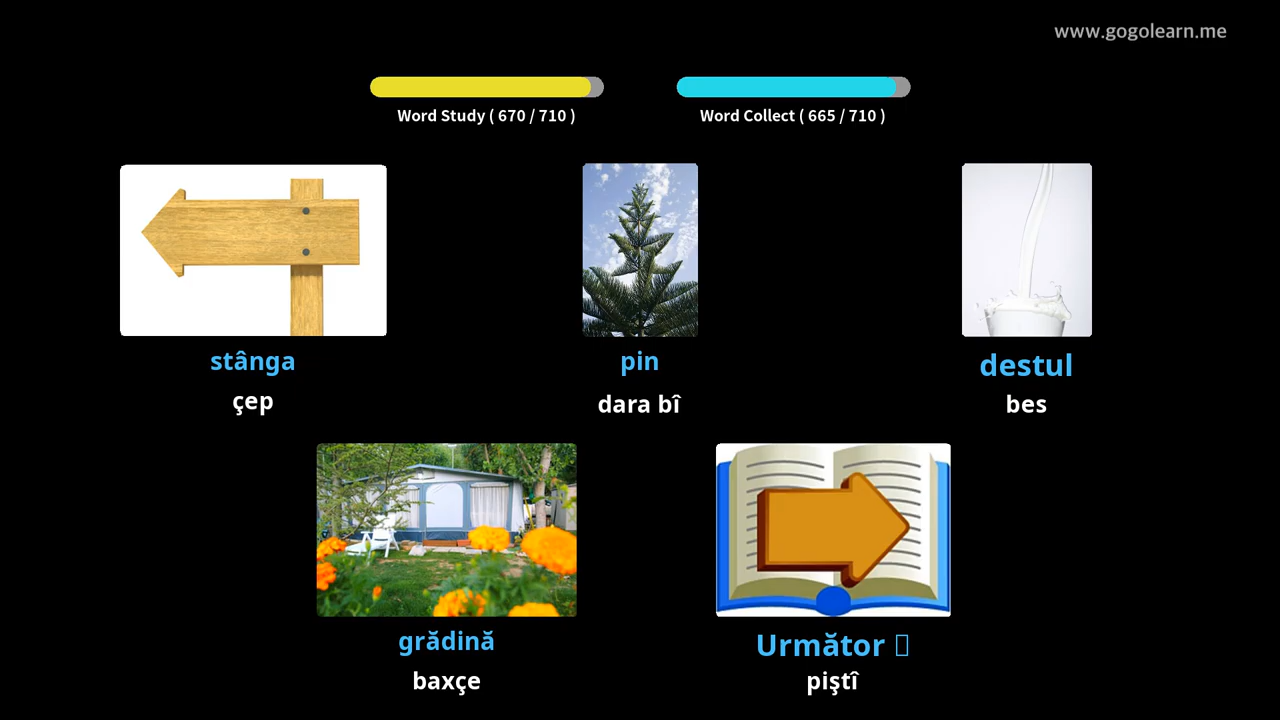 www.gogolearn.me
Word Study ( 670 / 710 )
Word Collect ( 665 / 710 )
stânga
çep
pin
dara bî
destul
bes
grădină
baxçe
Următor
piştî